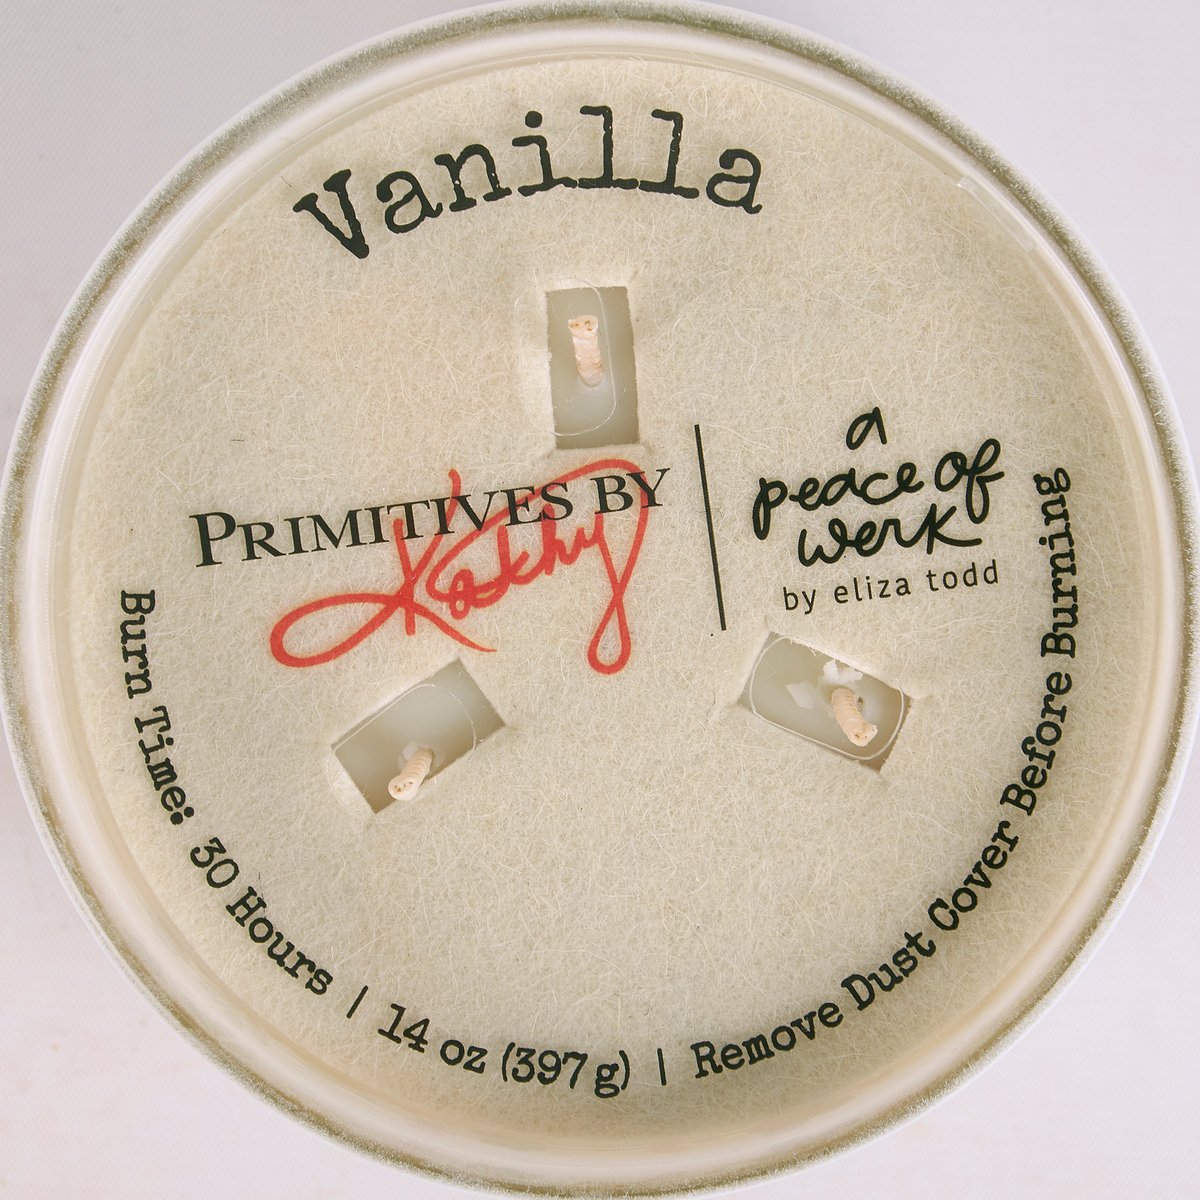 Vanilla
PRIMITIVES BY
Kathy
a
peace of
werk
by eliza todd
Burn Time: 30 Hours | 14 oz (397 g) | Remove Dust Cover Before Burning